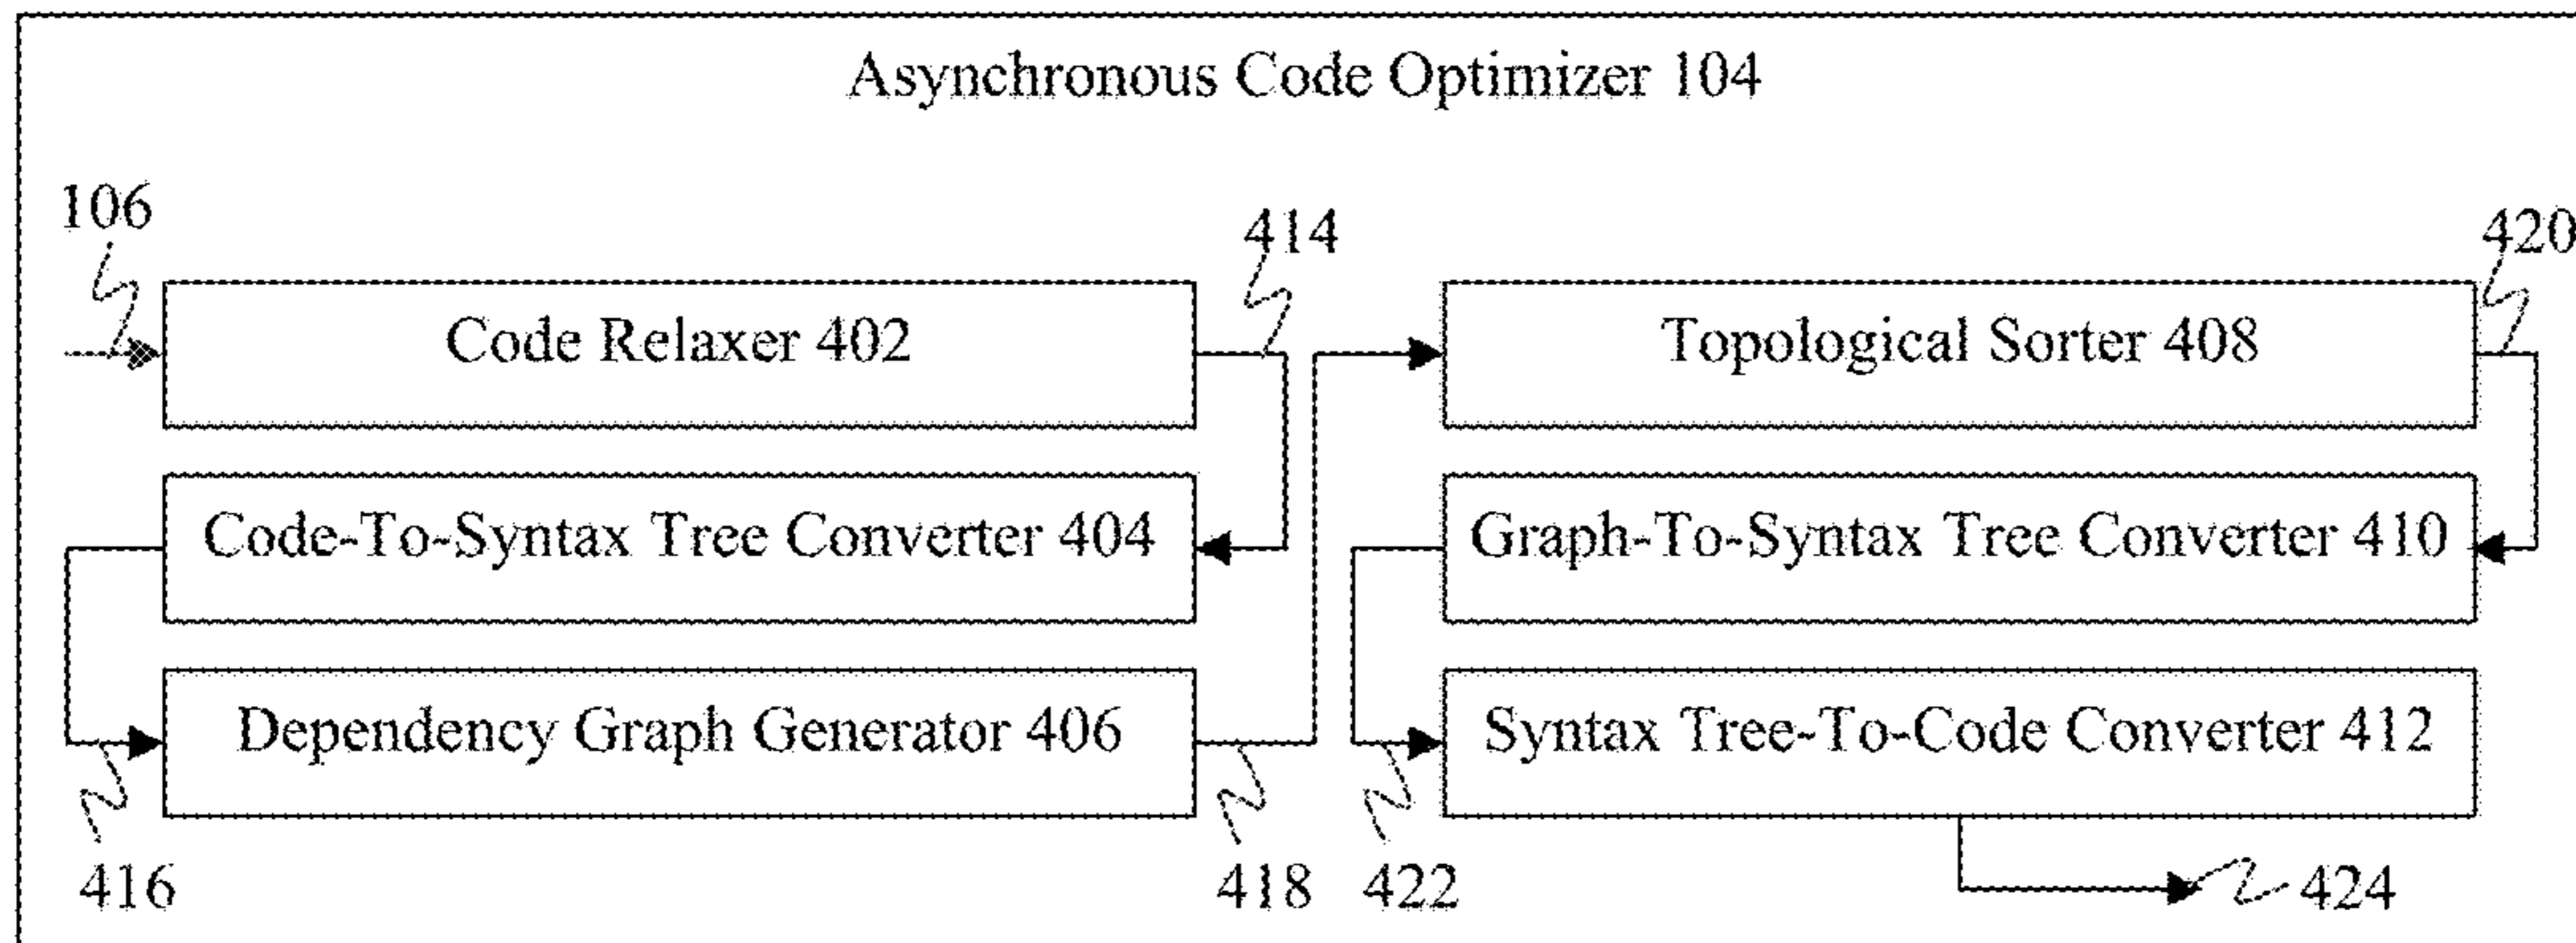 Asynchronous Code Optimizer 104
106
414
420
Code Relaxer 402
Topological Sorter 408
Code-To-Syntax Tree Converter 404
Graph-To-Syntax Tree Converter 410
Dependency Graph Generator 406
Syntax Tree-To-Code Converter 412
416
418
422
424